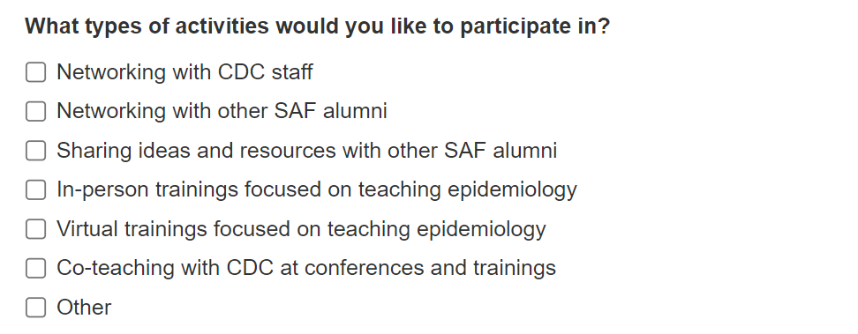 What types of activities would you like to participate in?
Networking with CDC staff
Networking with other SAF alumni
Sharing ideas and resources with other SAF alumni
In-person trainings focused on teaching epidemiology
Virtual trainings focused on teaching epidemiology
Co-teaching with CDC at conferences and trainings
Other